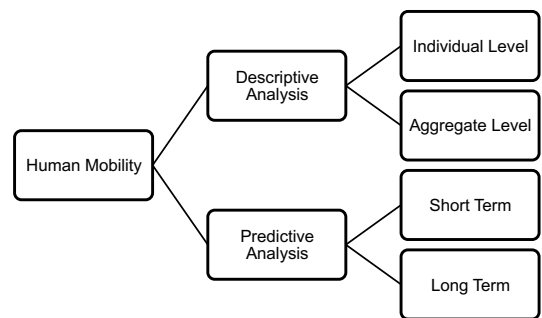 Human Mobility
Descriptive
Analysis
Individual Level
Aggregate Level
Predictive
Analysis
Short Term
Long Term